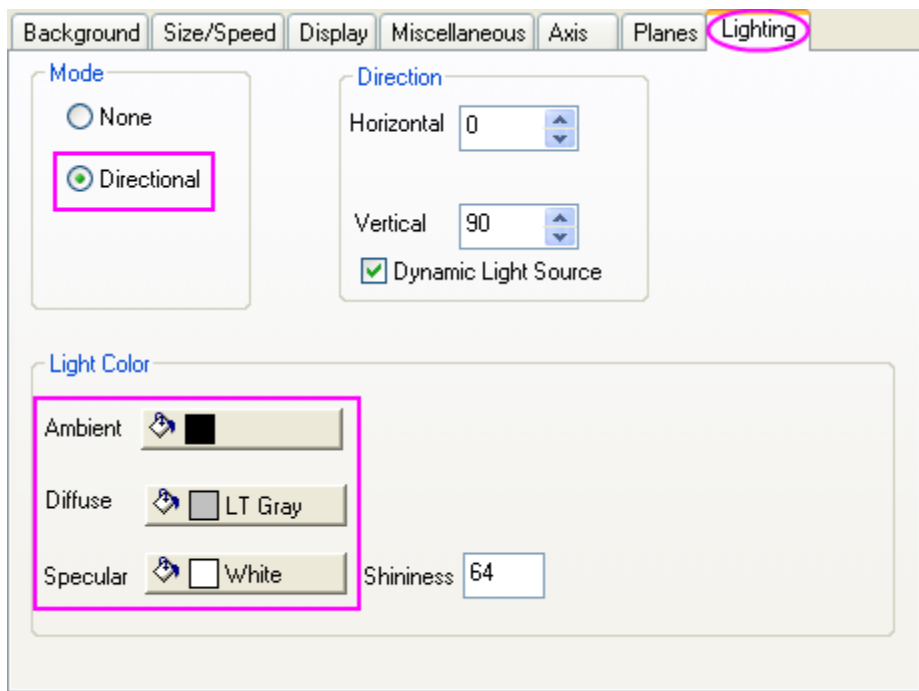 Background Size/Speed Display Miscellaneous Axis Planes Lighting
Mode
None
Directional
Direction
Horizontal 0
Vertical 90
Dynamic Light Source
Light Color
Ambient
Diffuse LT Gray
Specular White Shininess 64